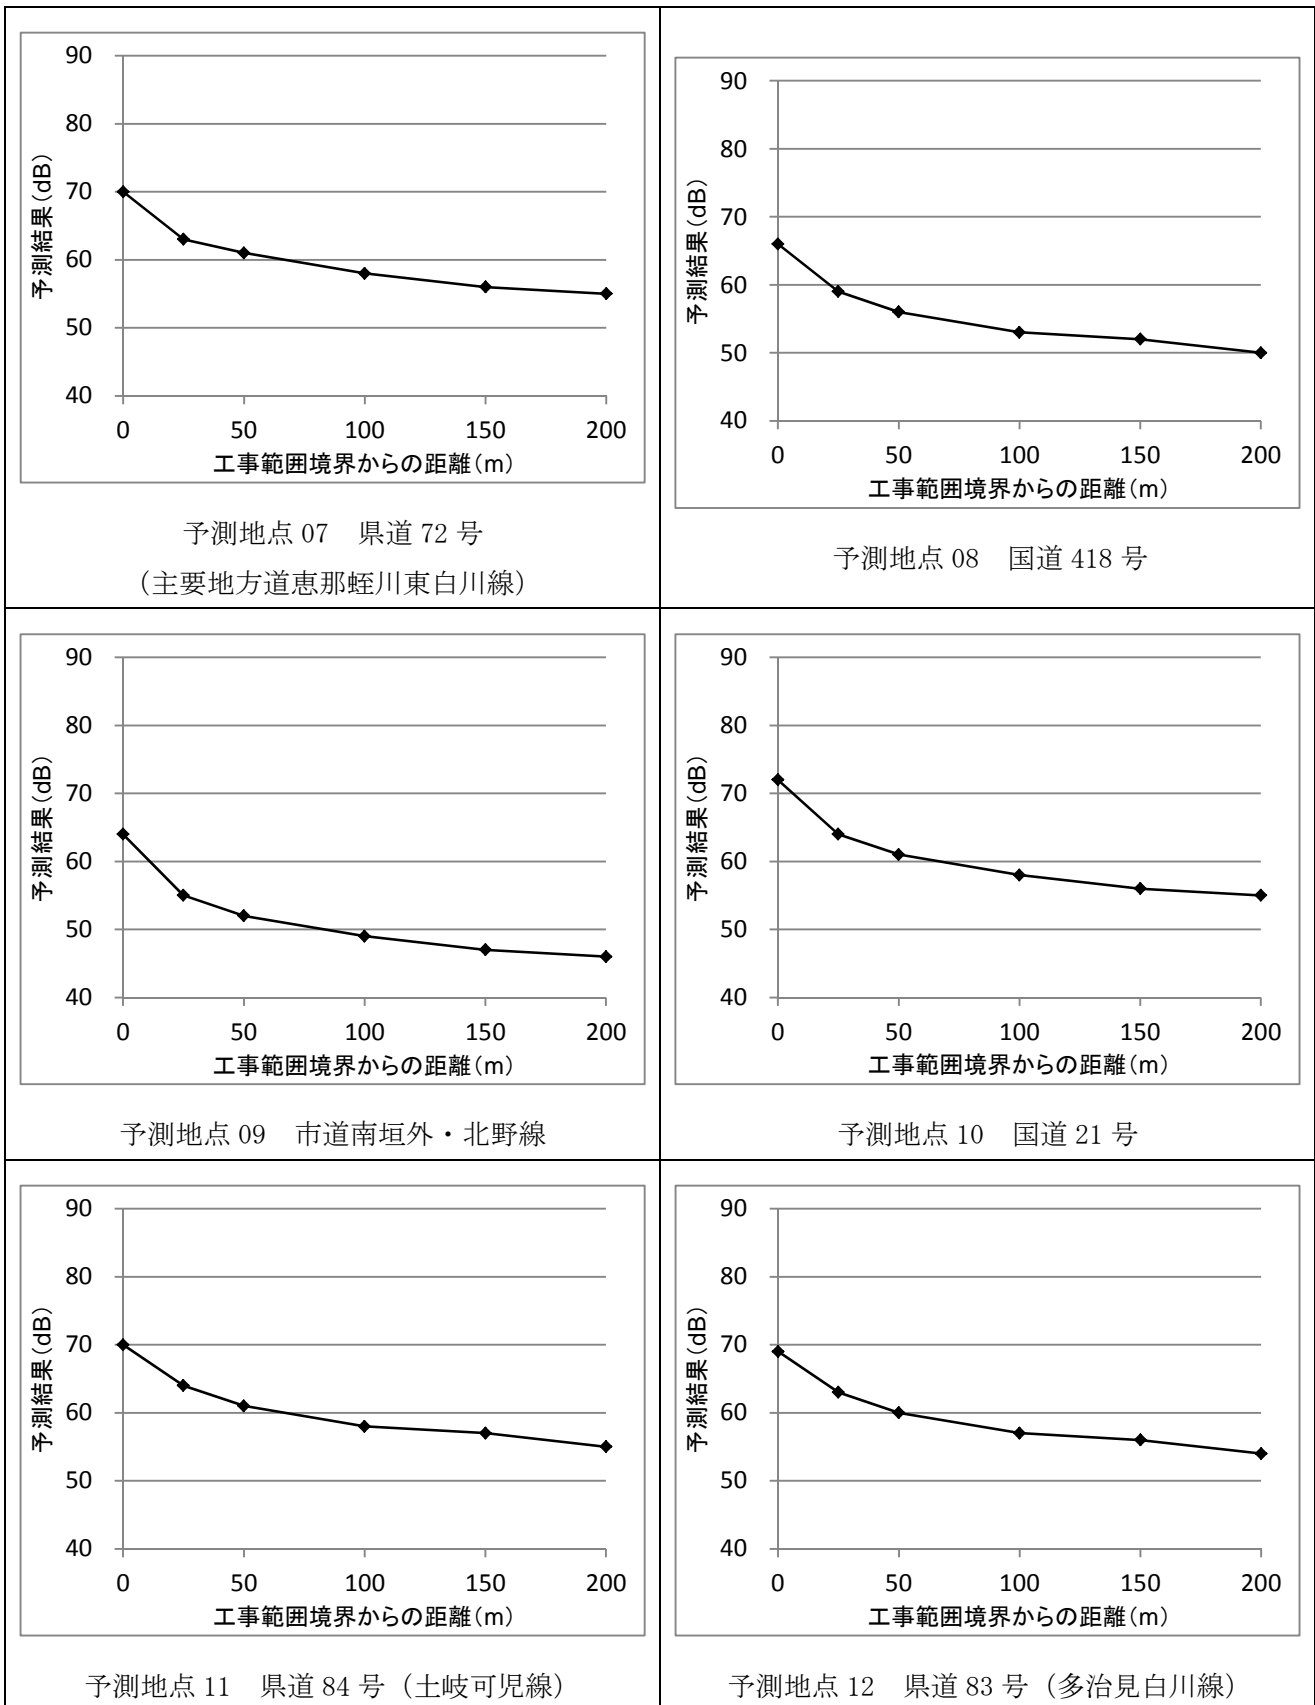 90
80
70
60
50
40
予測結果(dB)
0 50 100 150 200
工事範囲境界からの距離(m)
予測地点 07 県道 72 号
(主要地方道恵那蛭川東白川線)
90
80
70
60
50
40
予測結果(dB)
0 50 100 150 200
工事範囲境界からの距離(m)
予測地点 08 国道 418 号
90
80
70
60
50
40
予測結果(dB)
0 50 100 150 200
工事範囲境界からの距離(m)
予測地点 09 市道南垣外・北野線
90
80
70
60
50
40
予測結果(dB)
0 50 100 150 200
工事範囲境界からの距離(m)
予測地点 10 国道 21 号
90
80
70
60
50
40
予測結果(dB)
0 50 100 150 200
工事範囲境界からの距離(m)
予測地点 11 県道 84 号 (土岐可児線)
90
80
70
60
50
40
予測結果(dB)
0 50 100 150 200
工事範囲境界からの距離(m)
予測地点 12 県道 83 号 (多治見白川線)